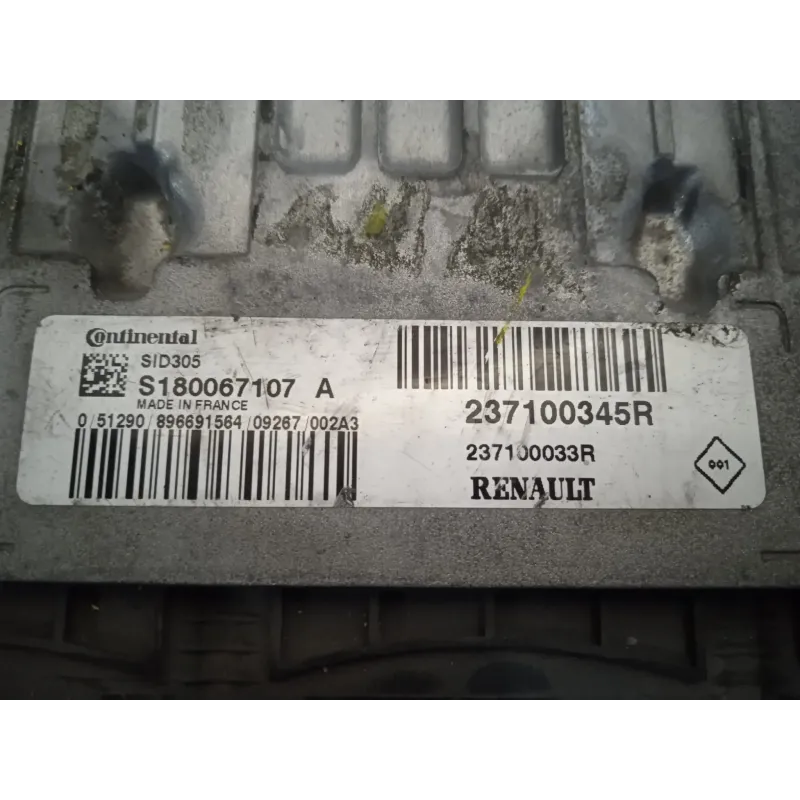 Continental
SID305
S180067107 A
MADE IN FRANCE
0/51290/896691564/09267/002A3
237100345R
237100033R
RENAULT
001